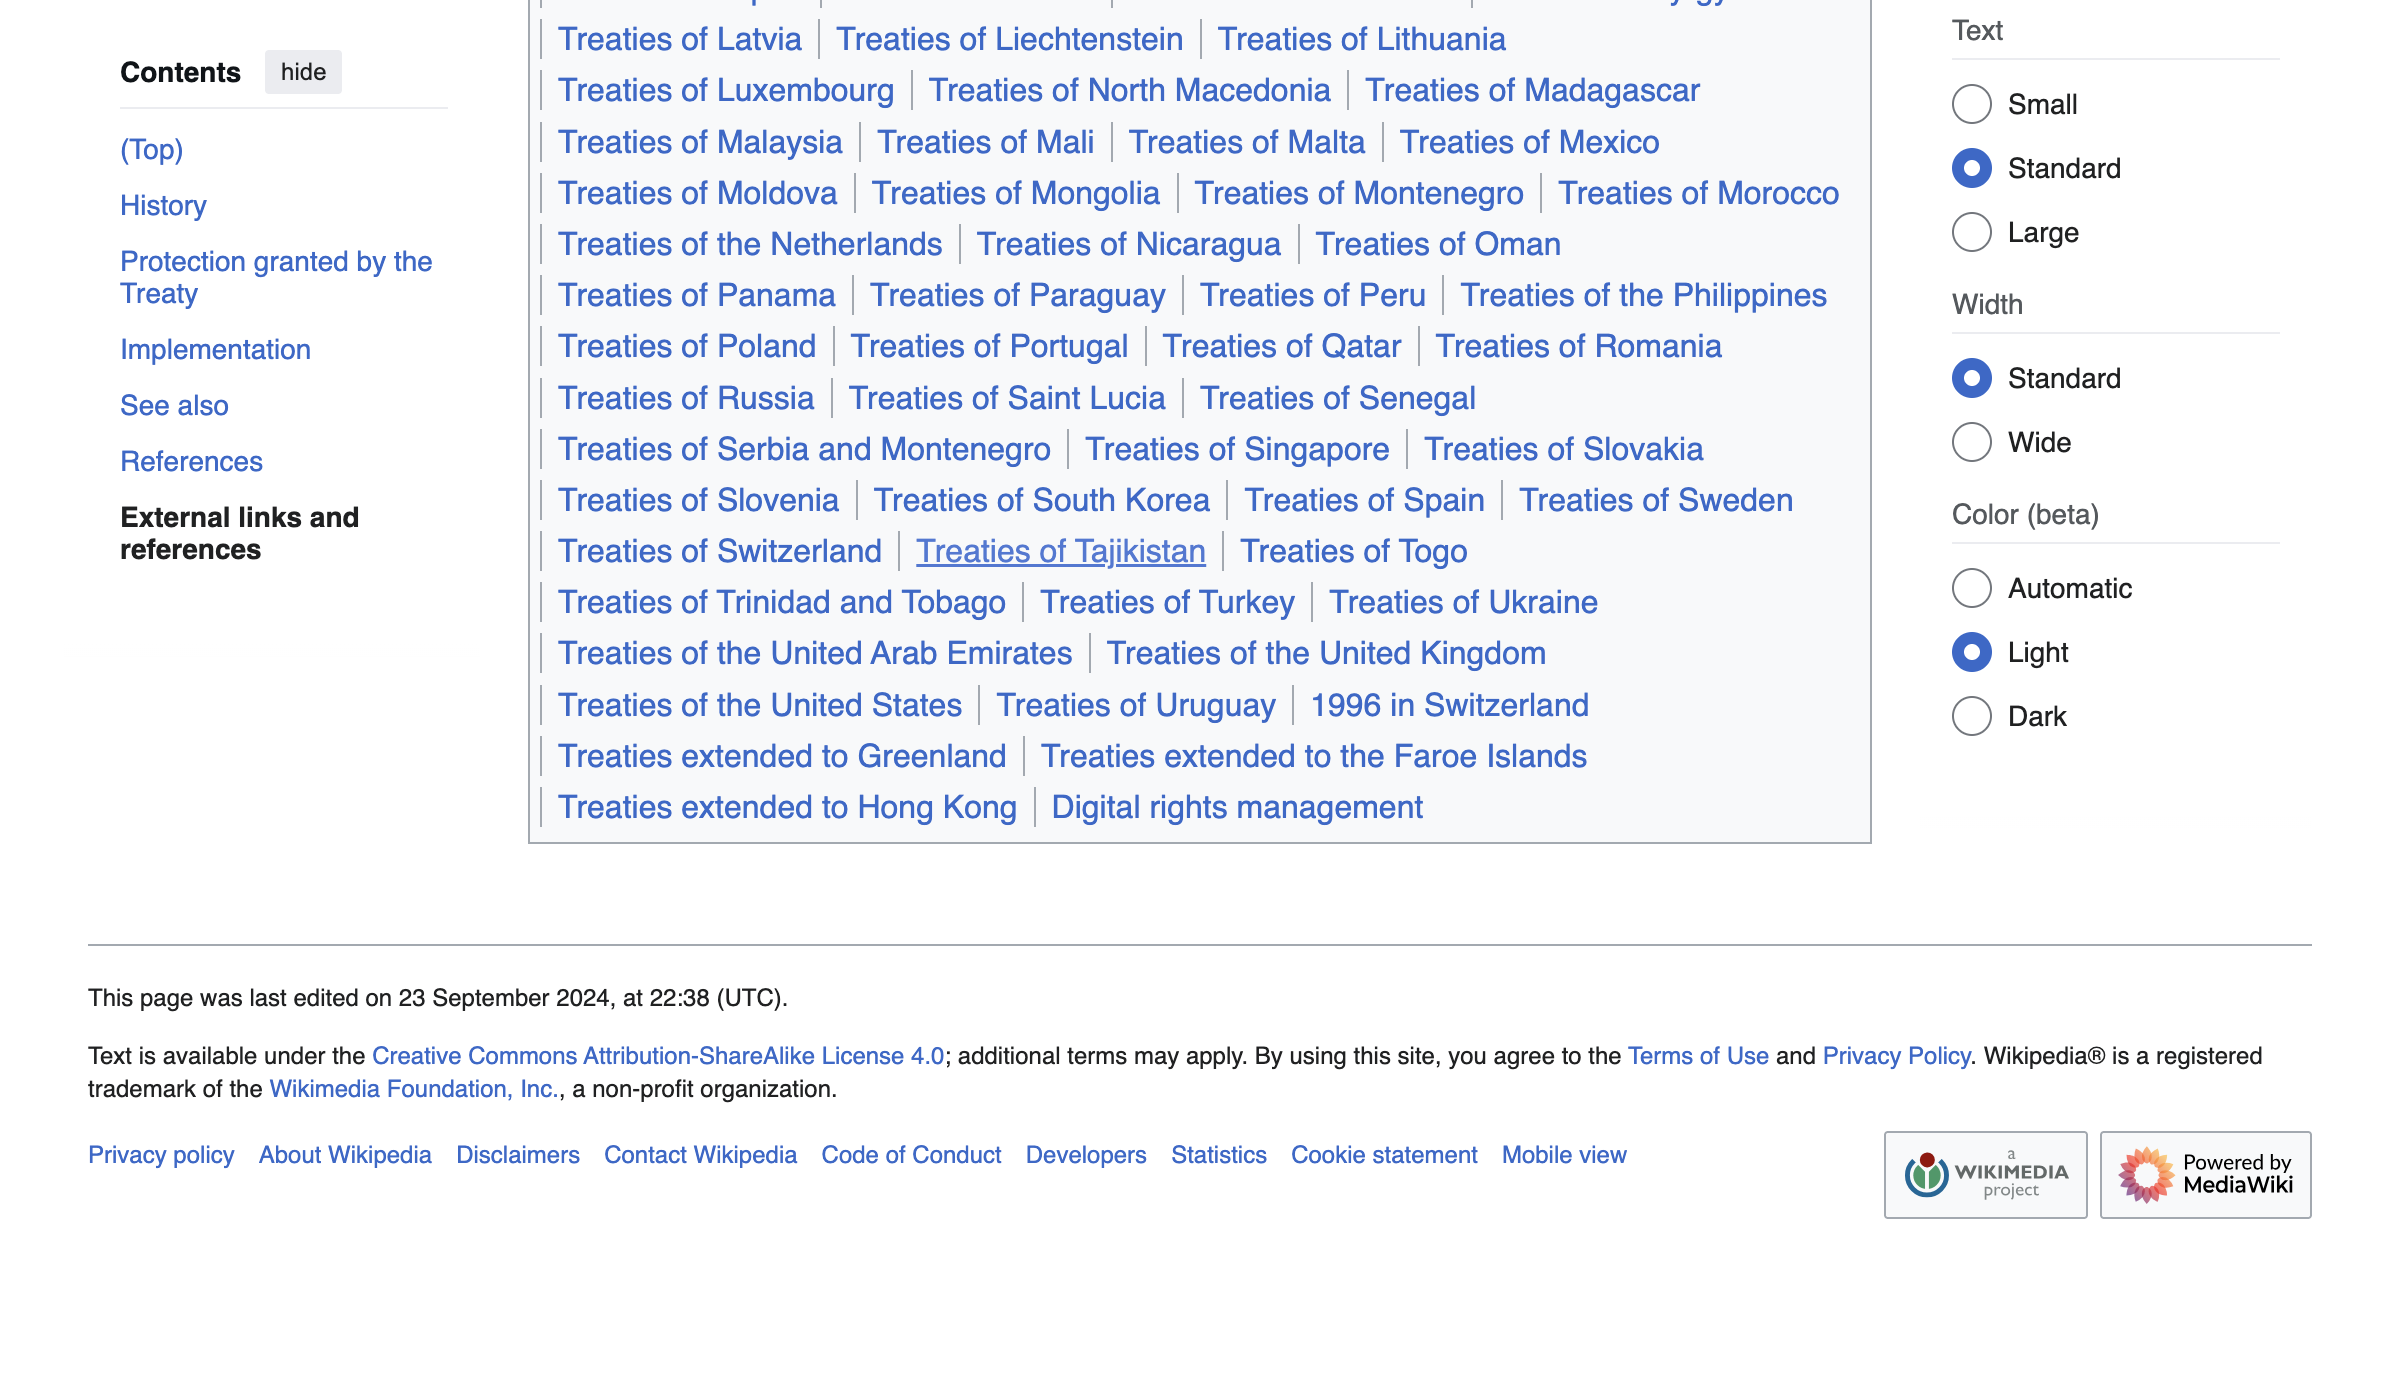 Contents hide
(Top)
History
Protection granted by the
Treaty
Implementation
See also
References
External links and
references
Treaties of Latvia | Treaties of Liechtenstein | Treaties of Lithuania
Treaties of Luxembourg | Treaties of North Macedonia | Treaties of Madagascar
Treaties of Malaysia | Treaties of Mali | Treaties of Malta | Treaties of Mexico
Treaties of Moldova | Treaties of Mongolia | Treaties of Montenegro | Treaties of Morocco
Treaties of the Netherlands | Treaties of Nicaragua | Treaties of Oman
Treaties of Panama | Treaties of Paraguay | Treaties of Peru | Treaties of the Philippines
Treaties of Poland | Treaties of Portugal | Treaties of Qatar | Treaties of Romania
Treaties of Russia | Treaties of Saint Lucia | Treaties of Senegal
Treaties of Serbia and Montenegro | Treaties of Singapore | Treaties of Slovakia
Treaties of Slovenia | Treaties of South Korea | Treaties of Spain | Treaties of Sweden
Treaties of Switzerland | Treaties of Tajikistan | Treaties of Togo
Treaties of Trinidad and Tobago | Treaties of Turkey | Treaties of Ukraine
Treaties of the United Arab Emirates | Treaties of the United Kingdom
Treaties of the United States | Treaties of Uruguay | 1996 in Switzerland
Treaties extended to Greenland | Treaties extended to the Faroe Islands
Treaties extended to Hong Kong | Digital rights management
Text
Small
Standard
Large
Width
Standard
Wide
Color (beta)
Automatic
Light
Dark
This page was last edited on 23 September 2024, at 22:38 (UTC).
Text is available under the Creative Commons Attribution-ShareAlike License 4.0; additional terms may apply. By using this site, you agree to the Terms of Use and Privacy Policy. Wikipedia® is a registered
trademark of the Wikimedia Foundation, Inc., a non-profit organization.
Privacy policy About Wikipedia Disclaimers Contact Wikipedia Code of Conduct Developers Statistics Cookie statement Mobile view
a
WIKIMEDIA
project
Powered by
MediaWiki